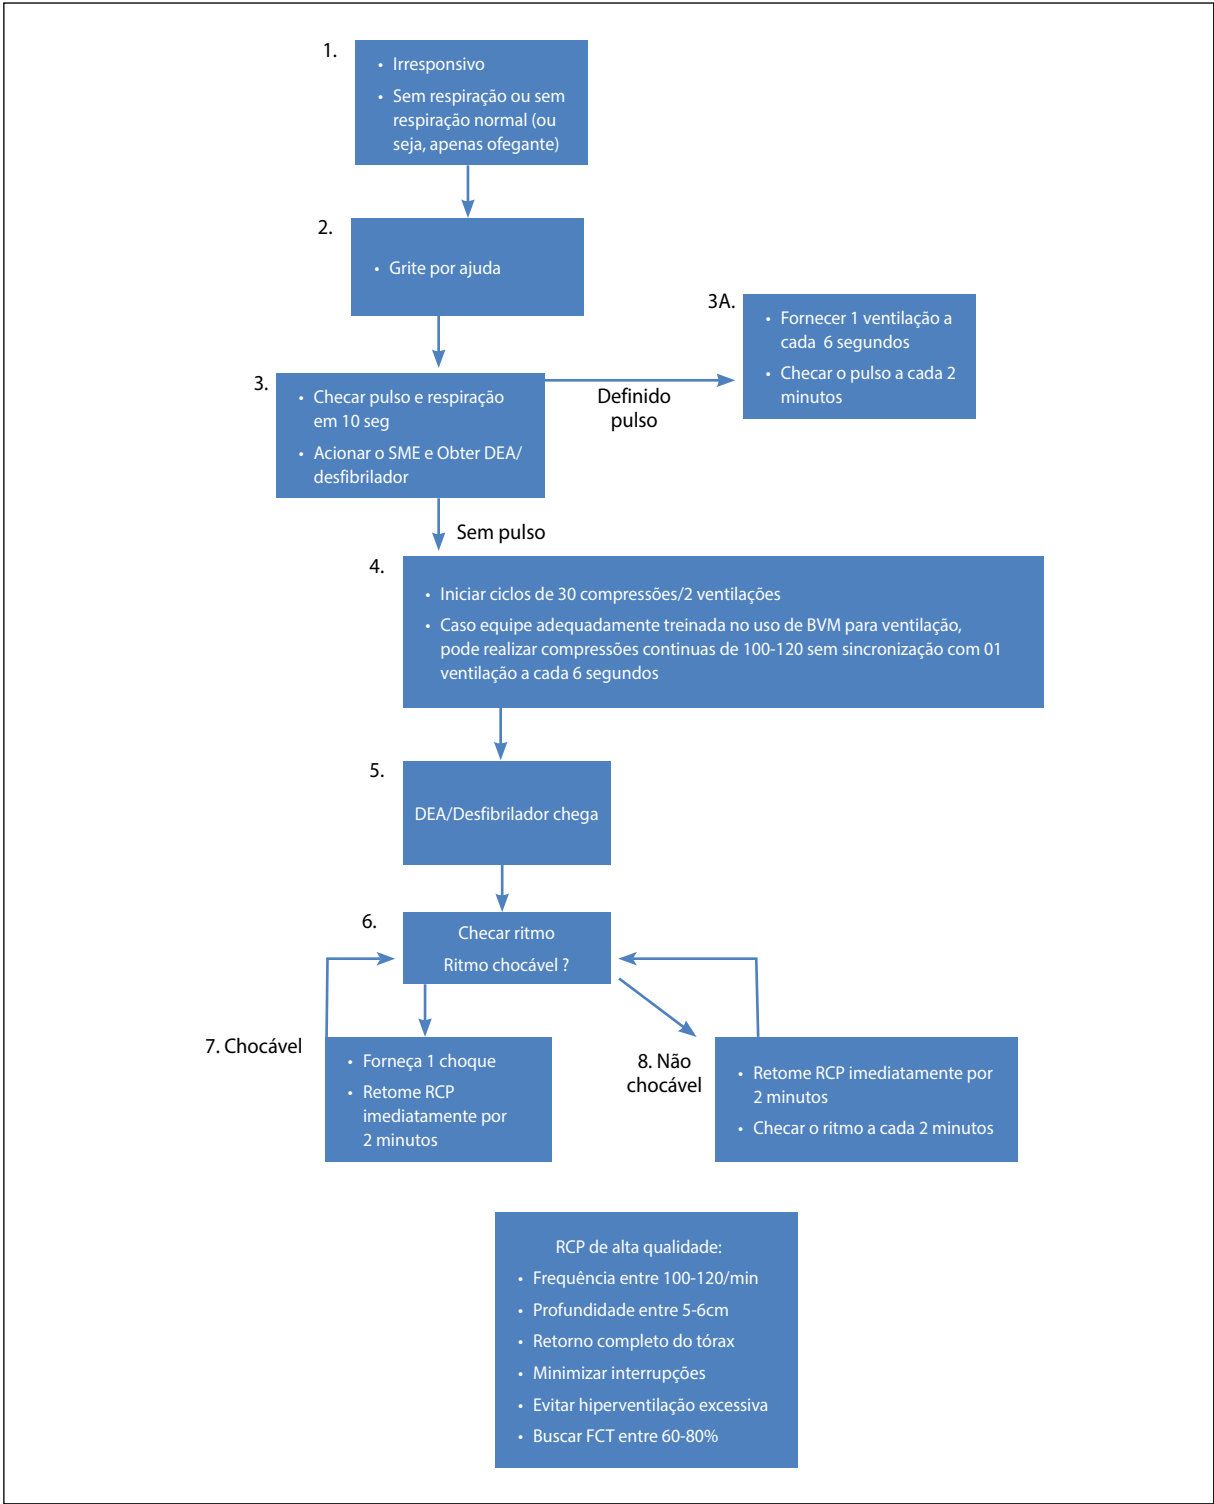 1.
• Irresponsivo
• Sem respiração ou sem
respiração normal (ou
seja, apenas ofegante)
2.
• Grite por ajuda
3.
• Checar pulso e respiração
em 10 seg
• Acionar o SME e Obter DEA/
desfibrilador
Definido
pulso
3A.
• Fornecer 1 ventilação a
cada 6 segundos
• Checar o pulso a cada 2
minutos
Sem pulso
4.
• Iniciar ciclos de 30 compressões/2 ventilações
• Caso equipe adequadamente treinada no uso de BVM para ventilação,
pode realizar compressões continuas de 100-120 sem sincronização com 01
ventilação a cada 6 segundos
5.
DEA/Desfibrilador chega
6.
Checar ritmo
Ritmo chocável ?
7. Chocável
• Forneça 1 choque
• Retome RCP
imediatamente por
2 minutos
8. Não
chocável
• Retome RCP imediatamente por
2 minutos
• Checar o ritmo a cada 2 minutos
RCP de alta qualidade:
• Frequência entre 100-120/min
• Profundidade entre 5-6cm
• Retorno completo do tórax
• Minimizar interrupções
• Evitar hiperventilação excessiva
• Buscar FCT entre 60-80%